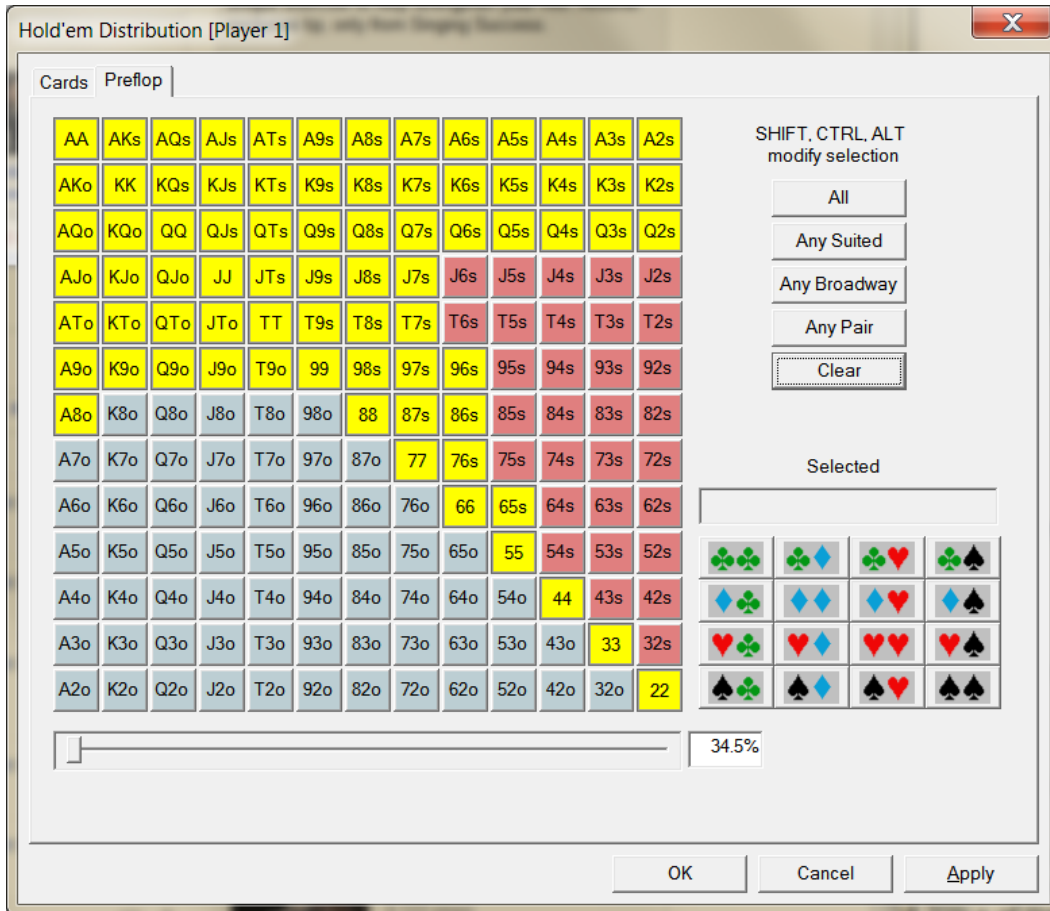 Hold'em Distribution [Player 1]
only from Singing Success.
X
Cards Preflop
AA AKs AQs AJs ATs A9s A8s A7s A6s A5s A4s A3s A2s
AKo KK KQs KJs KTs K9s K8s K7s K6s K5s K4s K3s K2s
AQo KQo QQ QJs QTs Q9s Q8s Q7s Q6s Q5s Q4s Q3s Q2s
AJo KJo QJo JJ JTs J9s J8s J7s J6s J5s J4s J3s J2s
ATo KTo QTo JTo TT T9s T8s T7s T6s T5s T4s T3s T2s
A9o K9o Q9o J9o T9o 99 98s 97s 96s 95s 94s 93s 92s
A8o K8o Q8o J8o T8o 98o 88 87s 86s 85s 84s 83s 82s
A7o K7o Q7o J7o T7o 97o 87o 77 76s 75s 74s 73s 72s
A6o K6o Q6o J6o T6o 96o 86o 76o 66 65s 64s 63s 62s
A5o K5o Q5o J5o T5o 95o 85o 75o 65o 55 54s 53s 52s
A4o K4o Q4o J4o T4o 94o 84o 74o 64o 54o 44 43s 42s
A3o K3o Q3o J3o T3o 93o 83o 73o 63o 53o 43o 33 32s
A2o K2o Q2o J2o T2o 92o 82o 72o 62o 52o 42o 32o 22
34.5%
SHIFT, CTRL, ALT
modify selection
All
Any Suited
Any Broadway
Any Pair
Clear
Selected
OK Cancel Apply